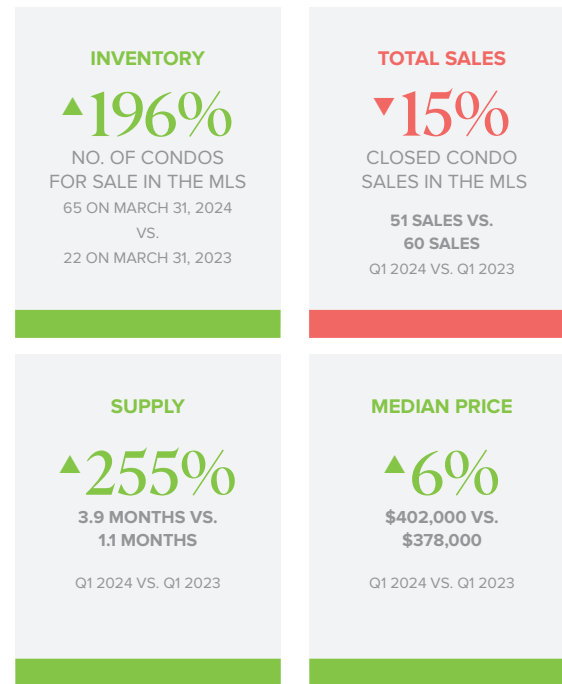 INVENTORY
▲196%
NO. OF CONDOS
FOR SALE IN THE MLS
65 ON MARCH 31, 2024
VS.
22 ON MARCH 31, 2023
TOTAL SALES
▼15%
CLOSED CONDO
SALES IN THE MLS
51 SALES VS.
60 SALES
Q1 2024 VS. Q1 2023
SUPPLY
▲255%
3.9 MONTHS VS.
1.1 MONTHS
Q1 2024 VS. Q1 2023
MEDIAN PRICE
▲6%
$402,000 VS.
$378,000
Q1 2024 VS. Q1 2023